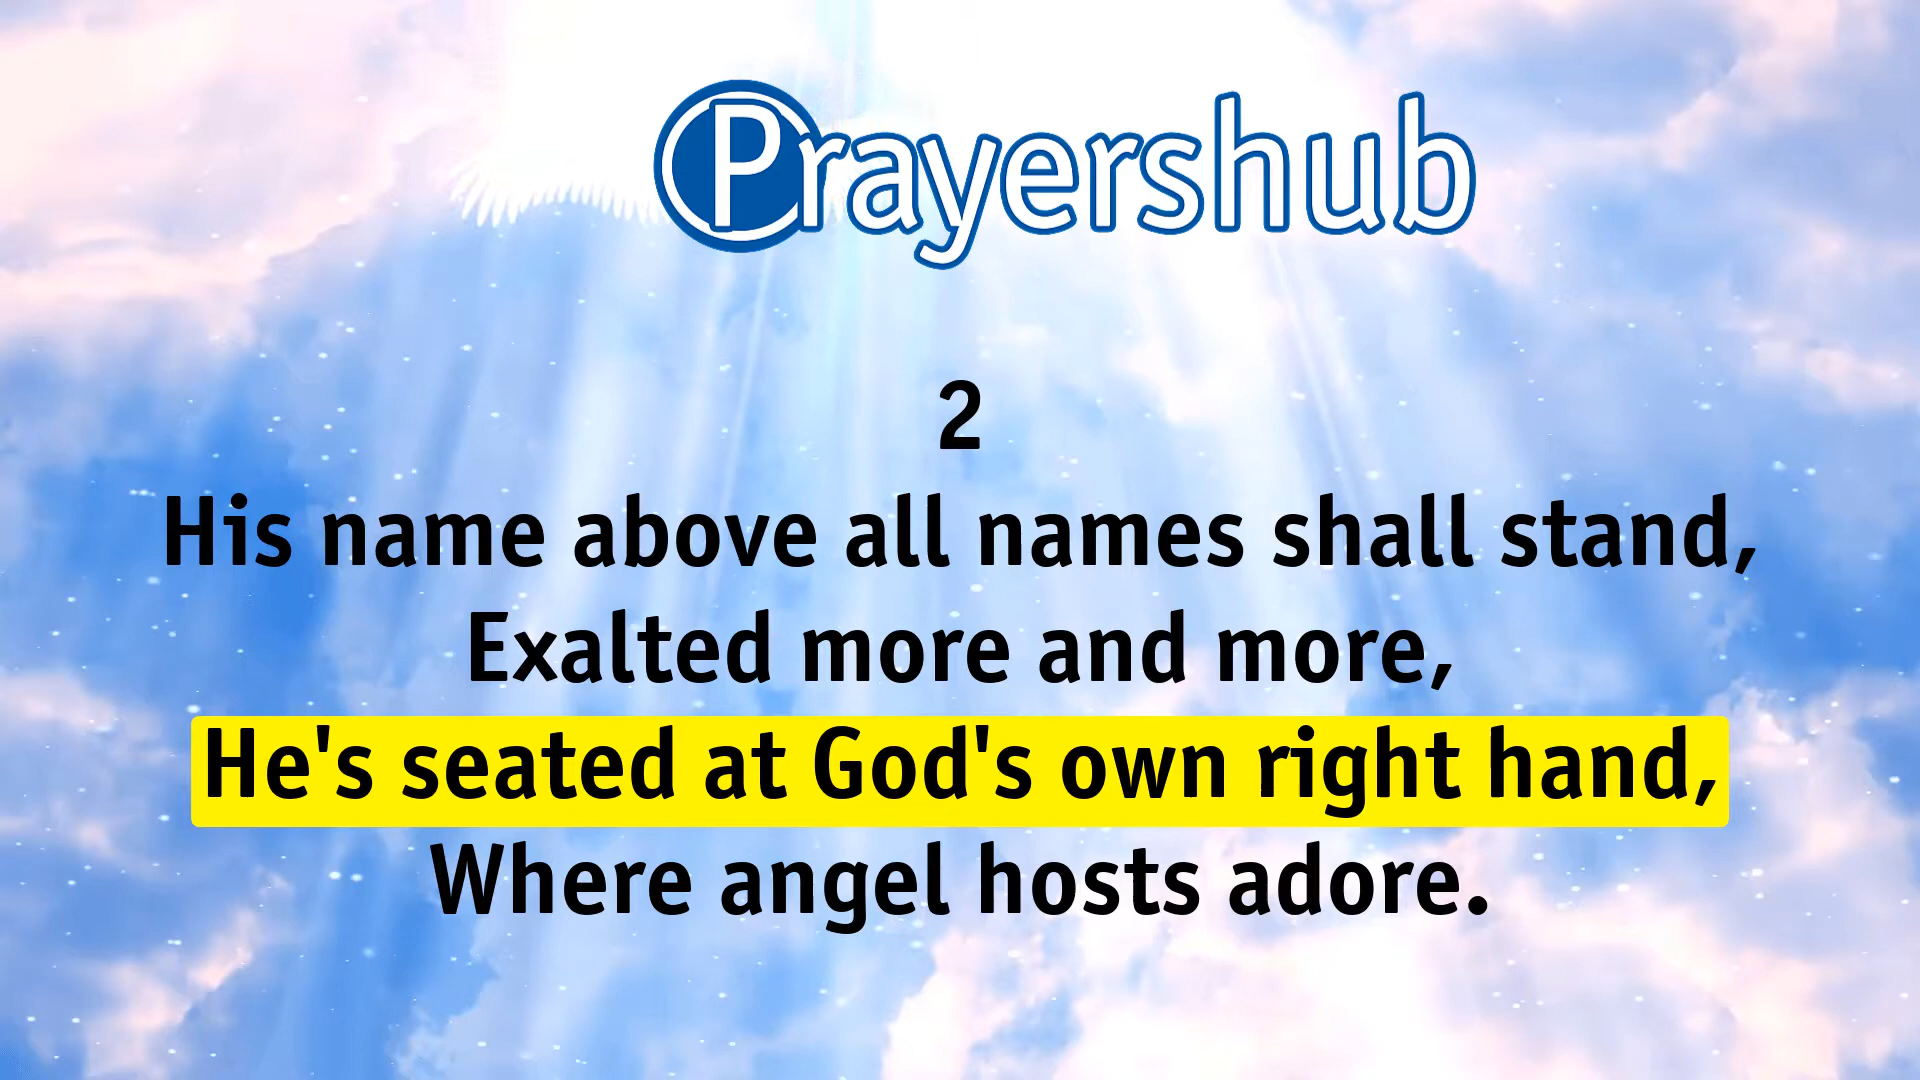 Prayershub
2
His name above all names shall stand,
Exalted more and more,
He's seated at God's own right hand,
Where angel hosts adore.